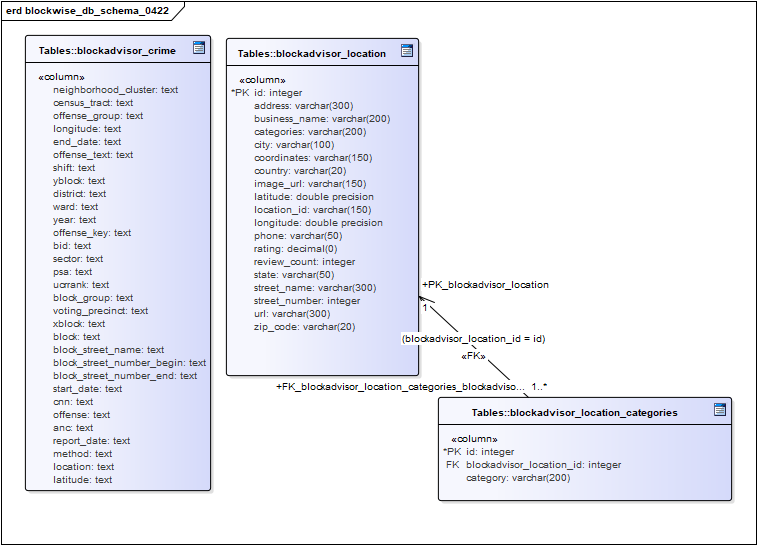 erd blockwise_db_schema_0422
Tables::blockadvisor_crime
«column»
neighborhood_cluster: text
census_tract: text
offense_group: text
longitude: text
end_date: text
offense_text: text
shift: text
yblock: text
district: text
ward: text
year: text
offense_key: text
bid: text
sector: text
psa: text
ucrrank: text
block_group: text
voting_precinct: text
xblock: text
block: text
block_street_name: text
block_street_number_begin: text
block_street_number_end: text
start_date: text
cnn: text
offense: text
anc: text
report_date: text
method: text
location: text
latitude: text
Tables::blockadvisor_location
«column»
*PK id: integer
address: varchar(300)
business_name: varchar(200)
categories: varchar(200)
city: varchar(100)
coordinates: varchar(150)
country: varchar(20)
image_url: varchar(150)
latitude: double precision
location_id: varchar(150)
longitude: double precision
phone: varchar(50)
rating: decimal(0)
review_count: integer
state: varchar(50)
street_name: varchar(300)
street_number: integer
url: varchar(300)
zip_code: varchar(20)
+PK_blockadvisor_location
1
(blockadvisor_location_id = id)
«FK»
+FK_blockadvisor_location_categories_blockadviso... 1..*
Tables::blockadvisor_location_categories
«column»
*PK id: integer
FK blockadvisor_location_id: integer
category: varchar(200)